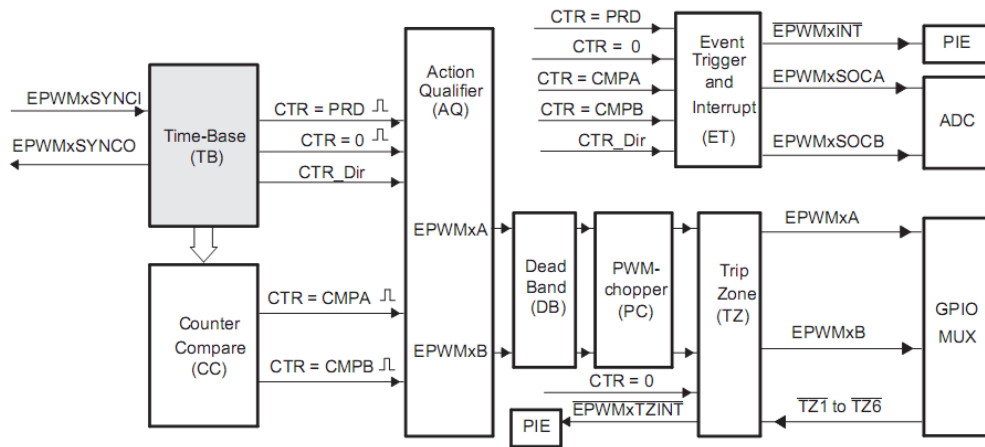 EPWMxSYNCI
EPWMxSYNCO
Time-Base
(TB)
CTR = PRD
CTR = 0
CTR_Dir
Counter
Compare
(CC)
CTR = CMPA
CTR = CMPB
Action
Qualifier
(AQ)
EPWMxA
EPWMxB
CTR = PRD
CTR = 0
CTR = CMPA
CTR = CMPB
CTR_Dir
Event
Trigger
and
Interrupt
(ET)
EPWMxINT
EPWMxSOCA
EPWMxSOCB
PIE
ADC
Dead
Band
(DB)
PWM-
chopper
(PC)
Trip
Zone
(TZ)
CTR = 0
EPWMxTZINT
PIE
EPWMxA
EPWMxB
TZ1 to TZ6
GPIO
MUX